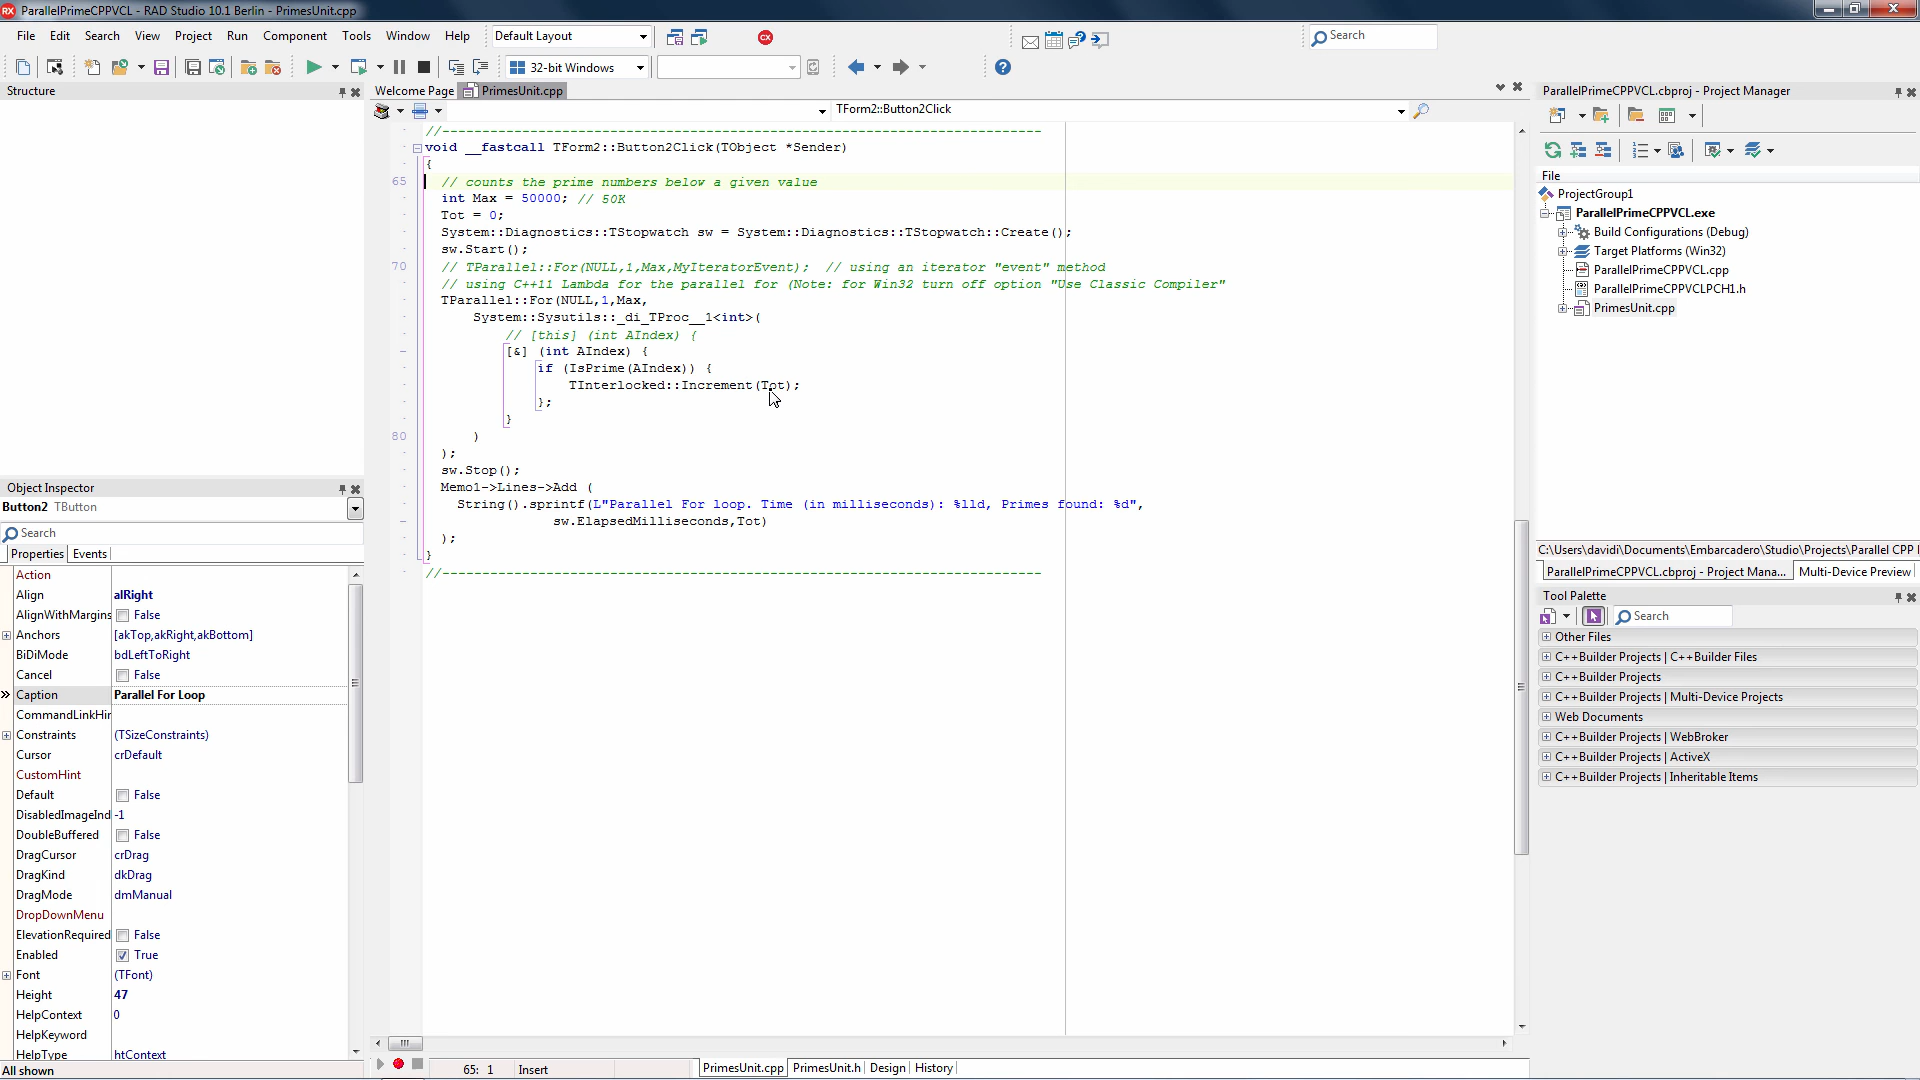 ParallelPrimeCPPVCL - RAD Studio 10.1 Berlin - PrimesUnit.cpp
File Edit Search View Project Run Component Tools Window Help Default Layout Search
32-bit Windows
Structure
Welcome Page PrimesUnit.cpp
TForm2::Button2Click
//---------------------------------------------------------------------------
void __fastcall TForm2::Button2Click(TObject *Sender)
{
65 // counts the prime numbers below a given value
int Max = 50000; // 50K
Tot = 0;
System::Diagnostics::TStopwatch sw = System::Diagnostics::TStopwatch::Create();
sw.Start();
70 // TParallel::For(NULL,1,Max,MyIteratorEvent);  // using an iterator "event" method
// using C++11 Lambda for the parallel for (Note: for Win32 turn off option "Use Classic Compiler"
TParallel::For(NULL,1,Max,
System::Sysutils::_di_TProc__1<int>(
// [this] (int AIndex) {
[&] (int AIndex) {
if (IsPrime(AIndex)) {
TInterlocked::Increment(Tot);
};
}
80 )
);
sw.Stop();
Memo1->Lines->Add (
String().sprintf(L"Parallel For loop. Time (in milliseconds): %lld, Primes found: %d",
sw.ElapsedMilliseconds,Tot)
);
}
//---------------------------------------------------------------------------
65: 1 Insert
PrimesUnit.cpp PrimesUnit.h Design History
Object Inspector
Button2 TButton
Search
Properties Events
Action
Align alRight
AlignWithMargins False
Anchors [akTop,akRight,akBottom]
BiDiMode bdLeftToRight
Cancel False
Caption Parallel For Loop
CommandLinkHin
Constraints (TSizeConstraints)
Cursor crDefault
CustomHint
Default False
DisabledImageInd -1
DoubleBuffered False
DragCursor crDrag
DragKind dkDrag
DragMode dmManual
DropDownMenu
ElevationRequired False
Enabled True
Font (TFont)
Height 47
HelpContext 0
HelpKeyword
HelpType htContext
All shown
ParallelPrimeCPPVCL.cbproj - Project Manager
File
ProjectGroup1
ParallelPrimeCPPVCL.exe
Build Configurations (Debug)
Target Platforms (Win32)
ParallelPrimeCPPVCL.cpp
ParallelPrimeCPPVCLPCH1.h
PrimesUnit.cpp
C:\Users\davidi\Documents\Embarcadero\Studio\Projects\Parallel CPP
ParallelPrimeCPPVCL.cbproj - Project Mana... Multi-Device Preview
Tool Palette
Search
Other Files
C++Builder Projects | C++Builder Files
C++Builder Projects
C++Builder Projects | Multi-Device Projects
Web Documents
C++Builder Projects | WebBroker
C++Builder Projects | ActiveX
C++Builder Projects | Inheritable Items